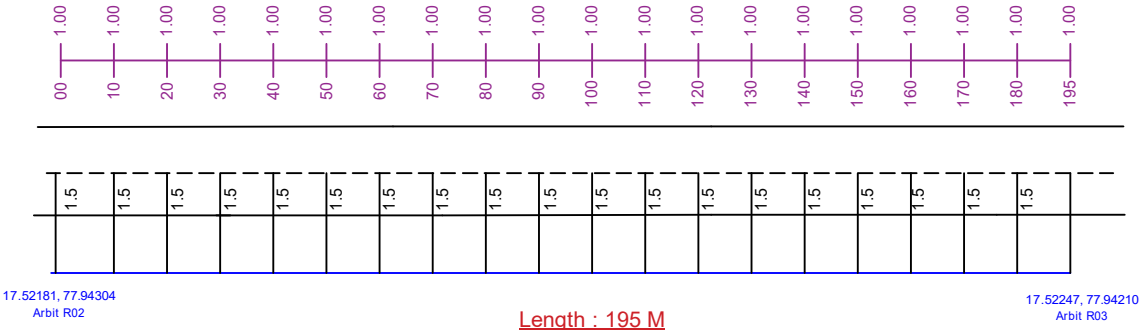 1.00 1.00 1.00 1.00 1.00 1.00 1.00 1.00 1.00 1.00 1.00 1.00 1.00 1.00 1.00 1.00 1.00 1.00 1.00 1.00
00 10 20 30 40 50 60 70 80 90 100 110 120 130 140 150 160 170 180 195
1.5 1.5 1.5 1.5 1.5 1.5 1.5 1.5 1.5 1.5 1.5 1.5 1.5 1.5 1.5 1.5 1.5 1.5 1.5
17.52181, 77.94304
Arbit R02
Length : 195 M
17.52247, 77.94210
Arbit R03